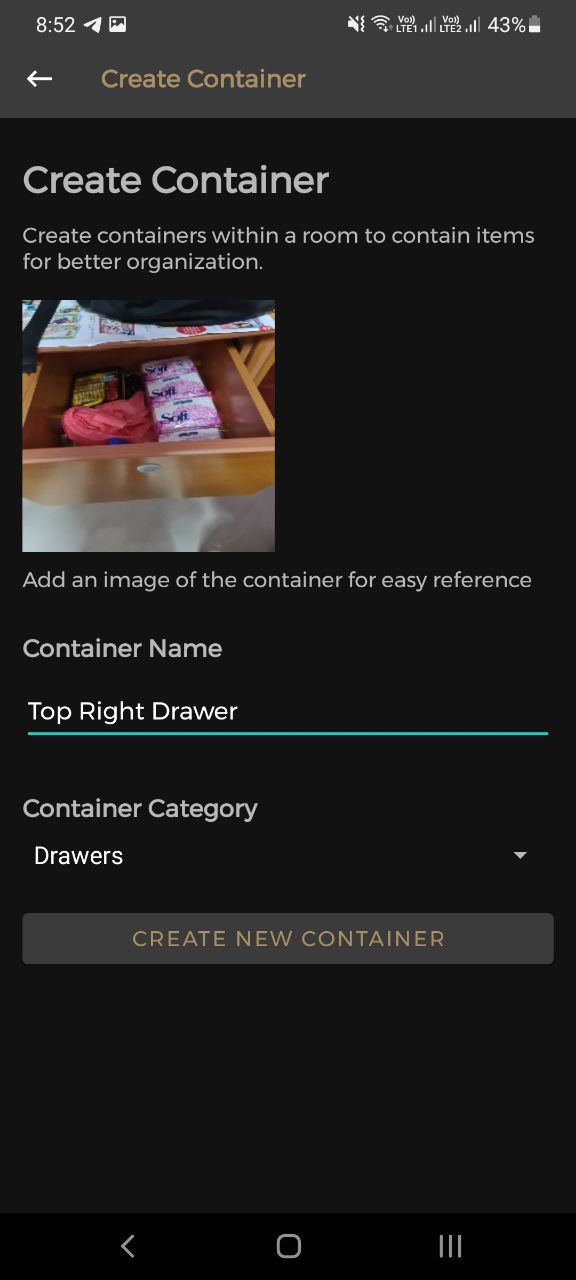 8:52
Vo)) LTE1 Vo)) LTE2 43%
Create Container
Create Container
Create containers within a room to contain items
for better organization.
Sofi
Sofi
Sofi
Add an image of the container for easy reference
Container Name
Top Right Drawer
Container Category
Drawers
CREATE NEW CONTAINER